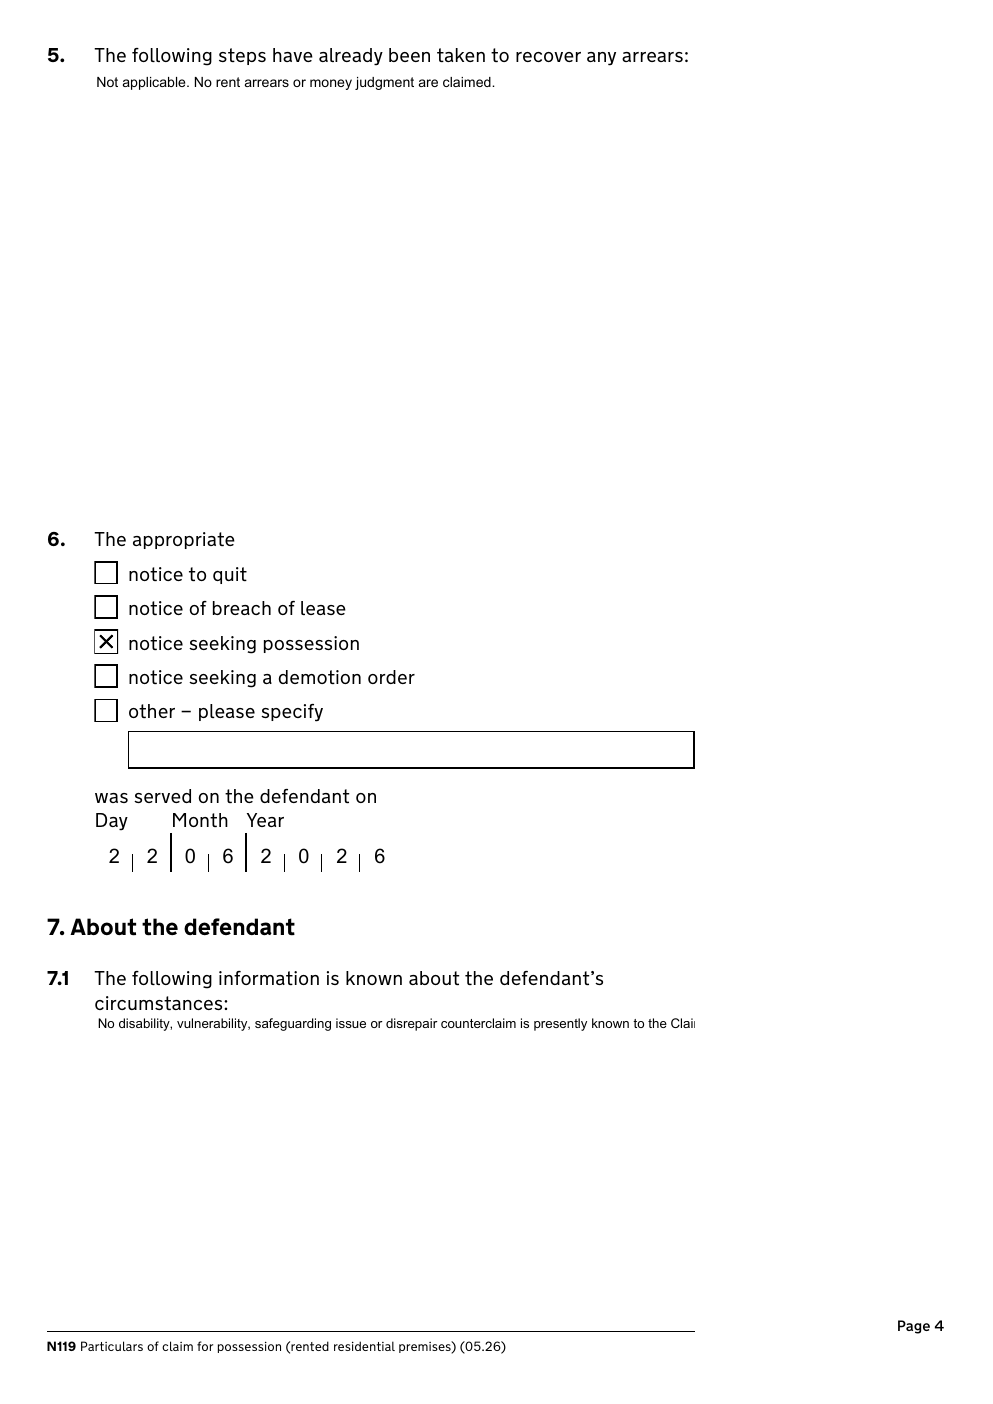 5. The following steps have already been taken to recover any arrears:
Not applicable. No rent arrears or money judgment are claimed.
6. The appropriate
notice to quit
notice of breach of lease
☒ notice seeking possession
notice seeking a demotion order
other – please specify
was served on the defendant on
Day Month Year
2 2 0 6 2 0 2 6
7. About the defendant
7.1 The following information is known about the defendant’s
circumstances:
No disability, vulnerability, safeguarding issue or disrepair counterclaim is presently known to the
Page 4
N119 Particulars of claim for possession (rented residential premises) (05.26)